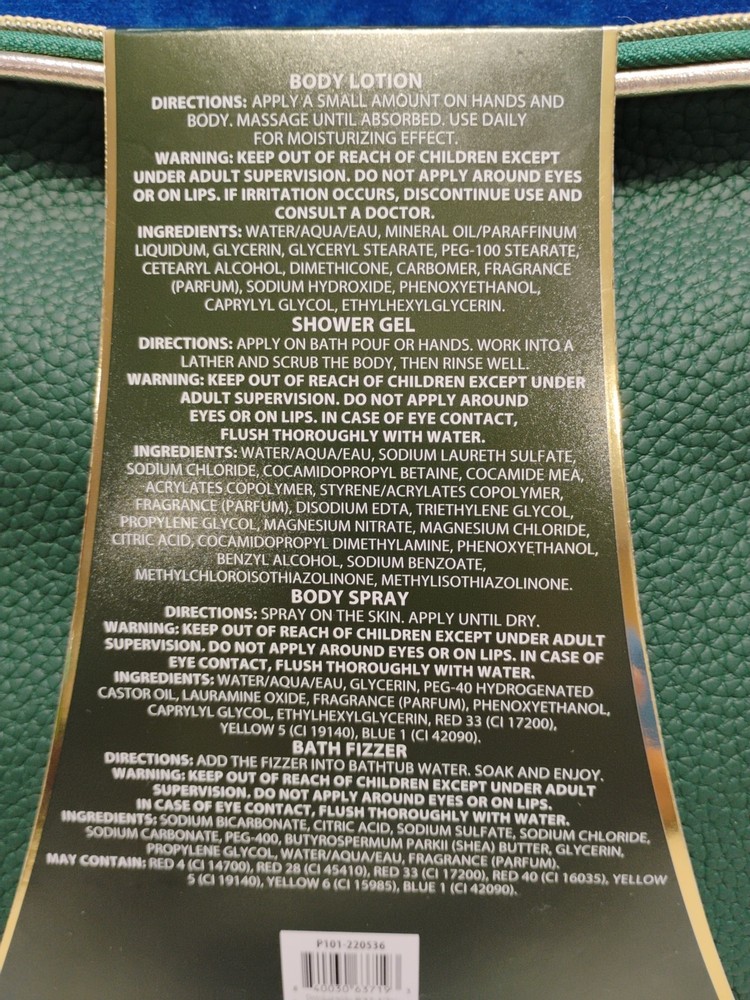 BODY LOTION
DIRECTIONS: APPLY A SMALL AMOUNT ON HANDS AND
BODY. MASSAGE UNTIL ABSORBED. USE DAILY
FOR MOISTURIZING EFFECT.
WARNING: KEEP OUT OF REACH OF CHILDREN EXCEPT
UNDER ADULT SUPERVISION. DO NOT APPLY AROUND EYES
OR ON LIPS. IF IRRITATION OCCURS, DISCONTINUE USE AND
CONSULT A DOCTOR.
INGREDIENTS: WATER/AQUA/EAU, MINERAL OIL/PARAFFINUM
LIQUIDUM, GLYCERIN, GLYCERYL STEARATE, PEG-100 STEARATE,
CETEARYL ALCOHOL, DIMETHICONE, CARBOMER, FRAGRANCE
(PARFUM), SODIUM HYDROXIDE, PHENOXYETHANOL,
CAPRYLYL GLYCOL, ETHYLHEXYLGLYCERIN.
SHOWER GEL
DIRECTIONS: APPLY ON BATH POUF OR HANDS. WORK INTO A
LATHER AND SCRUB THE BODY, THEN RINSE WELL.
WARNING: KEEP OUT OF REACH OF CHILDREN EXCEPT UNDER
ADULT SUPERVISION. DO NOT APPLY AROUND
EYES OR ON LIPS. IN CASE OF EYE CONTACT,
FLUSH THOROUGHLY WITH WATER.
INGREDIENTS: WATER/AQUA/EAU, SODIUM LAURETH SULFATE,
SODIUM CHLORIDE, COCAMIDOPROPYL BETAINE, COCAMIDE MEA,
ACRYLATES COPOLYMER, STYRENE/ACRYLATES COPOLYMER,
FRAGRANCE (PARFUM), DISODIUM EDTA, TRIETHYLENE GLYCOL,
PROPYLENE GLYCOL, MAGNESIUM NITRATE, MAGNESIUM CHLORIDE,
CITRIC ACID, COCAMIDOPROPYL DIMETHYLAMINE, PHENOXYETHANOL,
BENZYL ALCOHOL, SODIUM BENZOATE,
METHYLCHLOROISOTHIAZOLINONE, METHYLISOTHIAZOLINONE.
BODY SPRAY
DIRECTIONS: SPRAY ON THE SKIN. APPLY UNTIL DRY.
WARNING: KEEP OUT OF REACH OF CHILDREN EXCEPT UNDER ADULT
SUPERVISION. DO NOT APPLY AROUND EYES OR ON LIPS. IN CASE OF
EYE CONTACT, FLUSH THOROUGHLY WITH WATER.
INGREDIENTS: WATER/AQUA/EAU, GLYCERIN, PEG-40 HYDROGENATED
CASTOR OIL, LAURAMINE OXIDE, FRAGRANCE (PARFUM), PHENOXYETHANOL,
CAPRYLYL GLYCOL, ETHYLHEXYLGLYCERIN, RED 33 (CI 17200),
YELLOW 5 (CI 19140), BLUE 1 (CI 42090).
BATH FIZZER
DIRECTIONS: ADD THE FIZZER INTO BATHTUB WATER. SOAK AND ENJOY.
WARNING: KEEP OUT OF REACH OF CHILDREN EXCEPT UNDER ADULT
SUPERVISION. DO NOT APPLY AROUND EYES OR ON LIPS.
IN CASE OF EYE CONTACT, FLUSH THOROUGHLY WITH WATER.
INGREDIENTS: SODIUM BICARBONATE, CITRIC ACID, SODIUM SULFATE, SODIUM CHLORIDE,
SODIUM CARBONATE, PEG-400, BUTYROSPERMUM PARKII (SHEA) BUTTER, GLYCERIN,
PROPYLENE GLYCOL, WATER/AQUA/EAU, FRAGRANCE (PARFUM).
MAY CONTAIN: RED 4 (CI 14700), RED 28 (CI 45410), RED 33 (CI 17200), RED 40 (CI 16035), YELLOW
5 (CI 19140), YELLOW 6 (CI 15985), BLUE 1 (CI 42090).
P101-220536